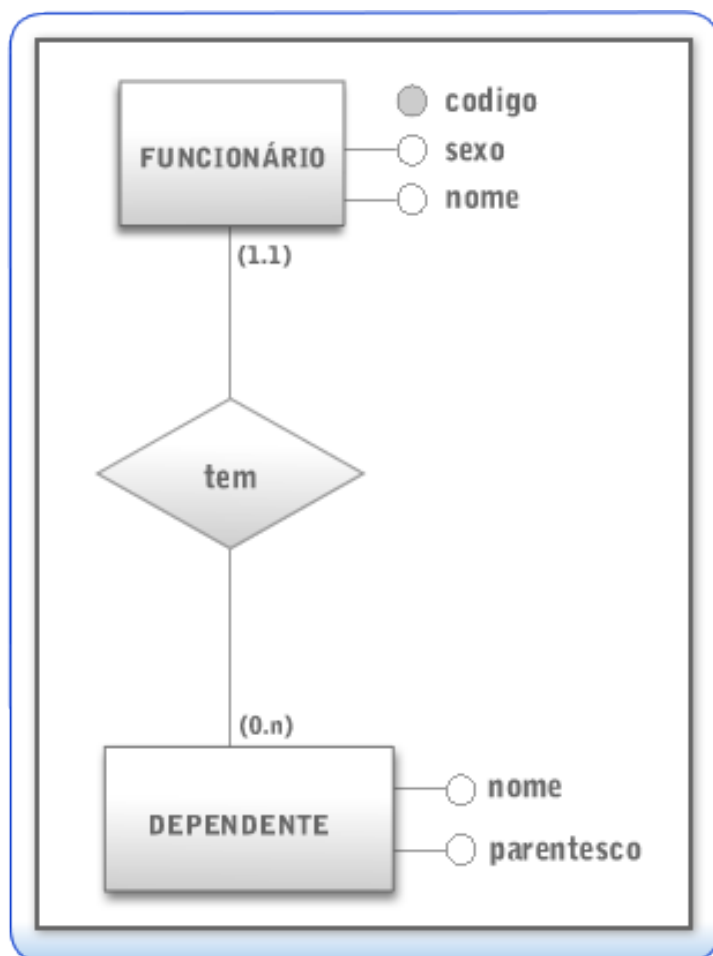 codigo
FUNCIONÁRIO
sexo
nome
(1.1)
tem
(0.n)
nome
DEPENDENTE
parentesco